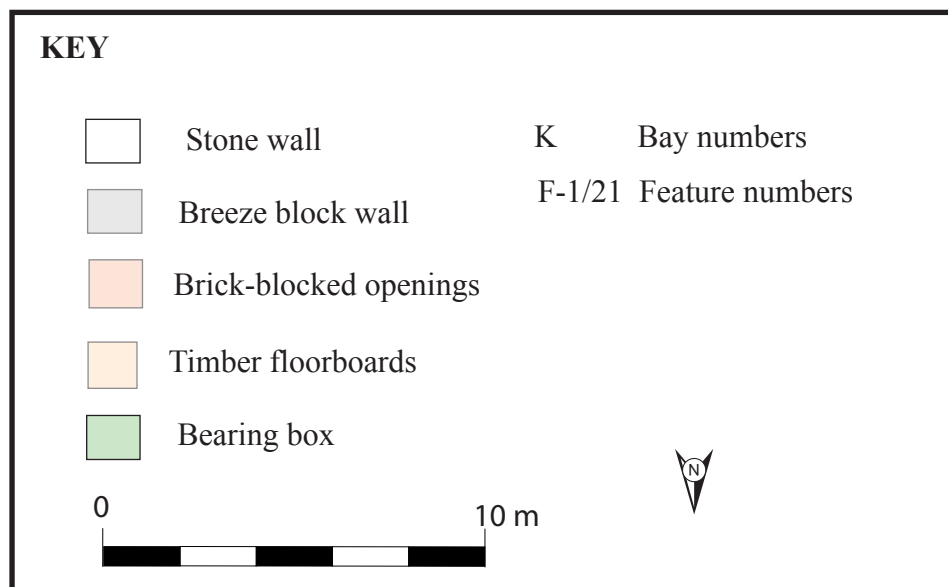 KEY
Stone wall
K Bay numbers
Breeze block wall
F-1/21 Feature numbers
Brick-blocked openings
Timber floorboards
Bearing box
0 10 m
N